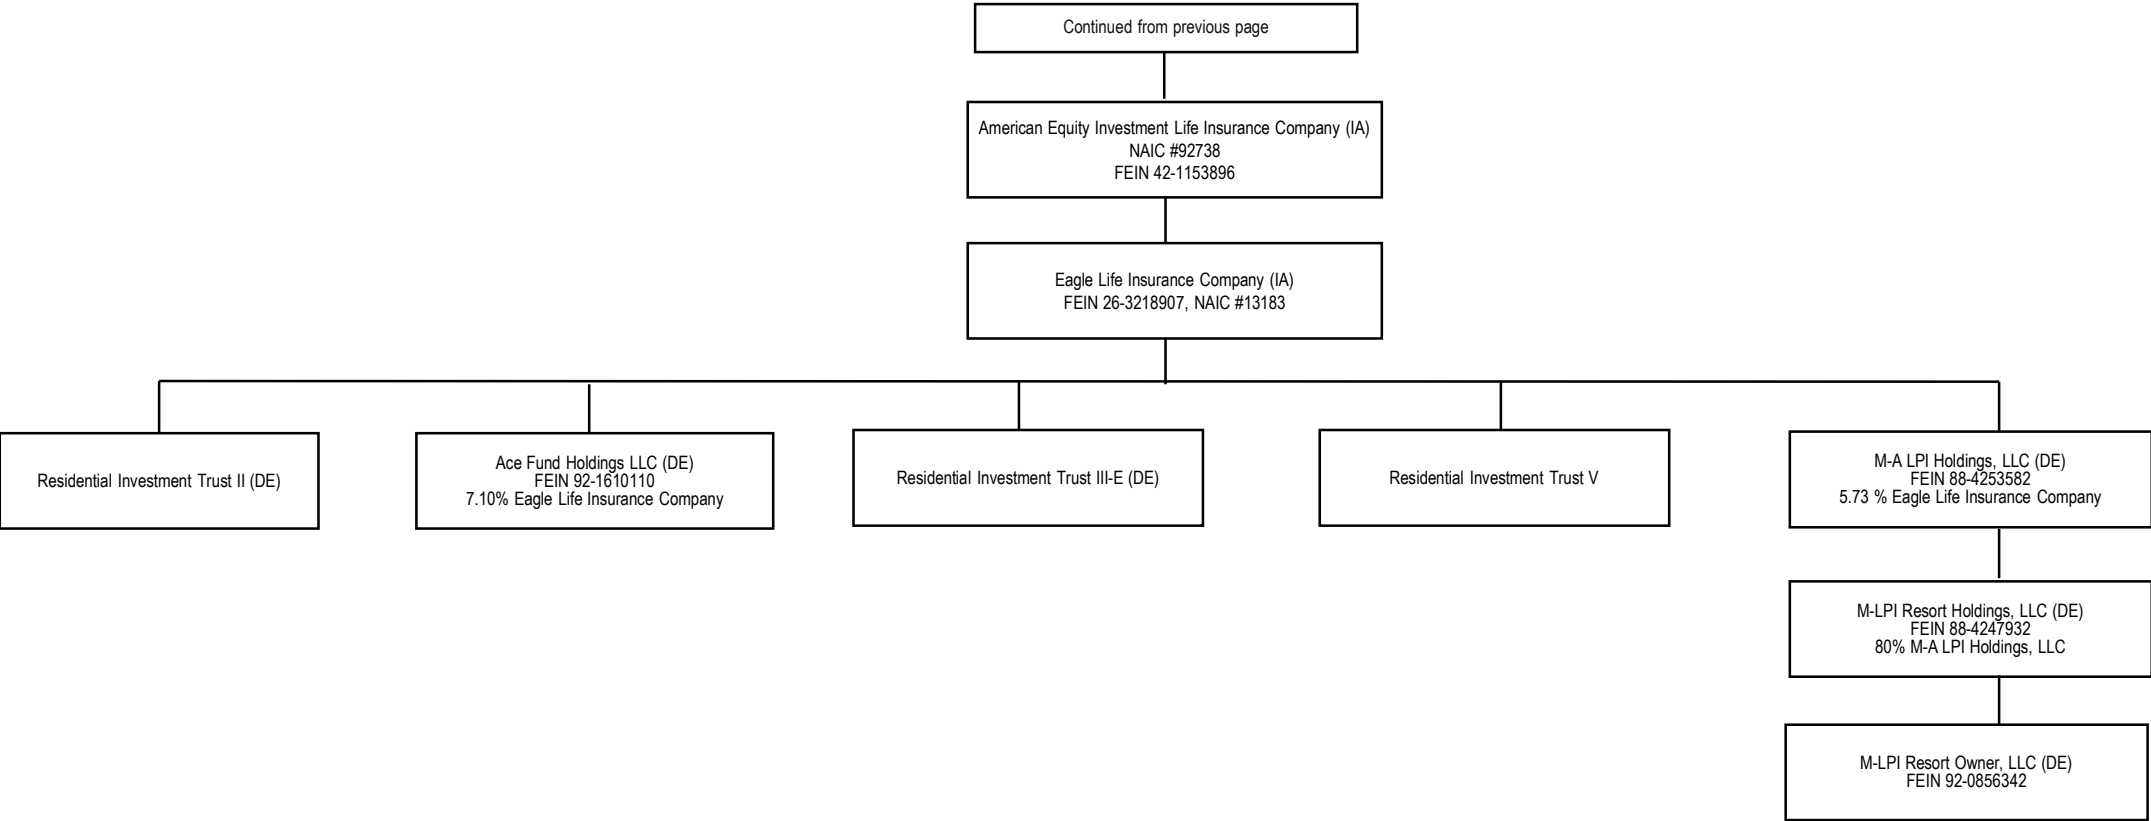 Continued from previous page
American Equity Investment Life Insurance Company (IA)
NAIC #92738
FEIN 42-1153896
Eagle Life Insurance Company (IA)
FEIN 26-3218907, NAIC #13183
Residential Investment Trust II (DE)
Ace Fund Holdings LLC (DE)
FEIN 92-1610110
7.10% Eagle Life Insurance Company
Residential Investment Trust III-E (DE)
Residential Investment Trust V
M-A LPI Holdings, LLC (DE)
FEIN 88-4253582
5.73 % Eagle Life Insurance Company
M-LPI Resort Holdings, LLC (DE)
FEIN 88-4247932
80% M-A LPI Holdings, LLC
M-LPI Resort Owner, LLC (DE)
FEIN 92-0856342